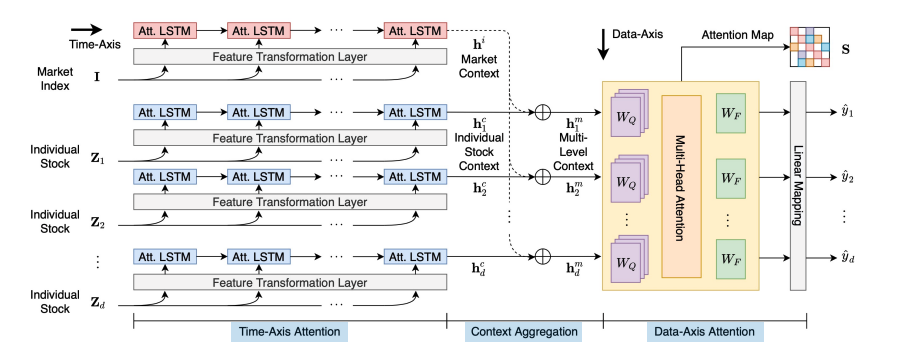 Time-Axis
Att. LSTM Att. LSTM ... Att. LSTM
Feature Transformation Layer
Market
Index
I
...
h^i
Market
Context
Data-Axis
Attention Map
S
Att. LSTM Att. LSTM ... Att. LSTM
Feature Transformation Layer
Individual
Stock
Z_1
...
h_1^c
Individual
Stock
Context
h_2^c
h_1^m
Multi-
Level
Context
h_2^m
Att. LSTM Att. LSTM ... Att. LSTM
Feature Transformation Layer
Individual
Stock
Z_2
...
⋮
Att. LSTM Att. LSTM ... Att. LSTM
Feature Transformation Layer
Individual
Stock
Z_d
...
⋮
h_d^c
h_d^m
W_Q
W_Q
⋮
W_Q
Multi-Head Attention
W_F
W_F
⋮
W_F
Linear Mapping
ŷ_1
ŷ_2
⋮
ŷ_d
Time-Axis Attention
Context Aggregation
Data-Axis Attention